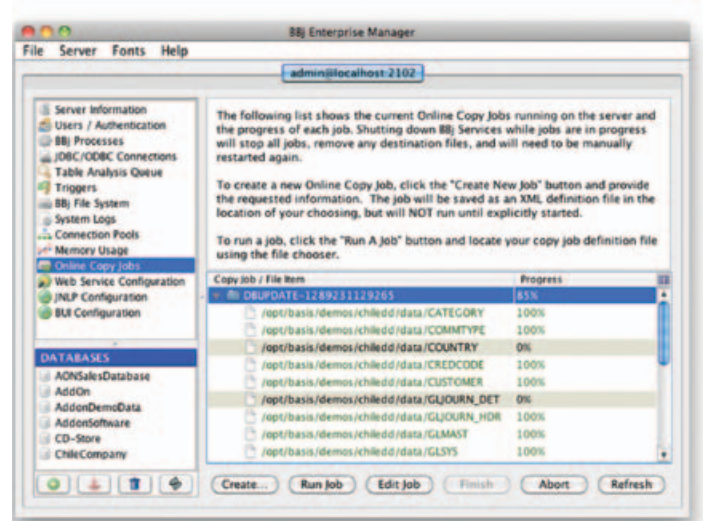 BBj Enterprise Manager
File Server Fonts Help
admin@localhost:2102
Server Information
Users / Authentication
BBj Processes
JDBC/ODBC Connections
Table Analysis Queue
Triggers
BBj File System
System Logs
Connection Pools
Memory Usage
Online Copy Jobs
Web Service Configuration
JNLP Configuration
BUI Configuration
DATABASES
AONSalesDatabase
AddOn
AddonDemoData
AddonSoftware
CD-Store
ChileCompany
The following list shows the current Online Copy Jobs running on the server and
the progress of each job. Shutting down BBj Services while jobs are in progress
will stop all jobs, remove any destination files, and will need to be manually
restarted again.
To create a new Online Copy Job, click the "Create New Job" button and provide
the requested information. The job will be saved as an XML definition file in the
location of your choosing, but will NOT run until explicitly started.
To run a job, click the "Run A Job" button and locate your copy job definition file
using the file chooser.
Copy Job / File Item Progress
DBUPDATE-1289231129265 85%
/opt/basis/demos/chiledd/data/CATEGORY 100%
/opt/basis/demos/chiledd/data/COMMTYPE 100%
/opt/basis/demos/chiledd/data/COUNTRY 0%
/opt/basis/demos/chiledd/data/CREDCODE 100%
/opt/basis/demos/chiledd/data/CUSTOMER 100%
/opt/basis/demos/chiledd/data/GLJOURN_DET 0%
/opt/basis/demos/chiledd/data/GLJOURN_HDR 100%
/opt/basis/demos/chiledd/data/GLMAST 100%
/opt/basis/demos/chiledd/data/GLSYS 100%
Create... Run Job Edit Job Finish Abort Refresh